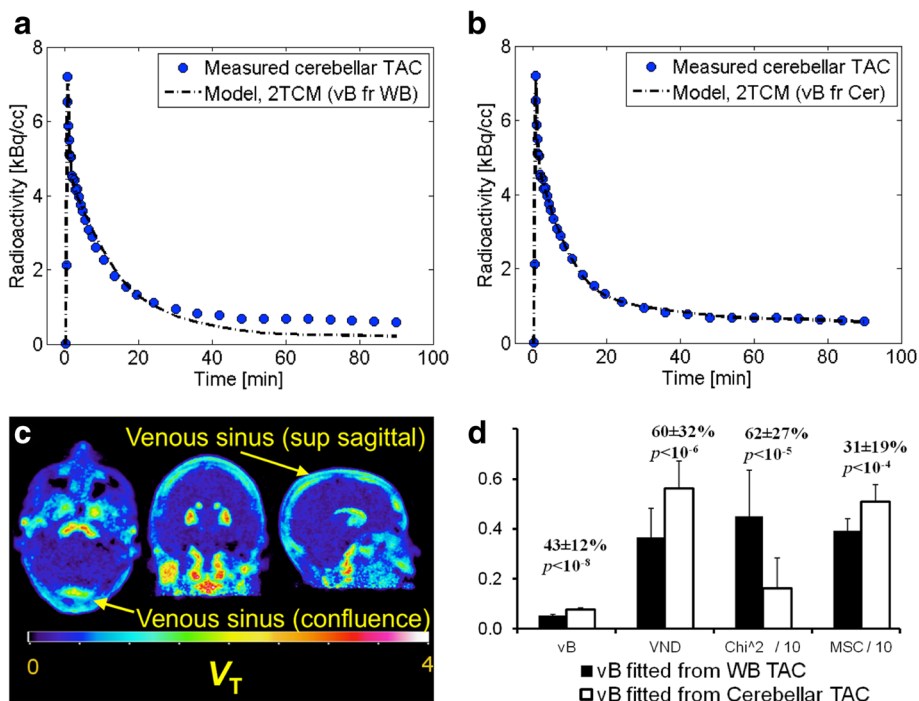 a
8
6
4
2
0
Radioactivity [kBq/cc]
Measured cerebellar TAC
Model, 2TCM (vB fr WB)
0
20
40
60
80
100
Time [min]
b
8
6
4
2
0
Radioactivity [kBq/cc]
Measured cerebellar TAC
Model, 2TCM (vB fr Cer)
0
20
40
60
80
100
Time [min]
c
Venous sinus (sup sagittal)
Venous sinus (confluence)
0
4
VT
d
0.6
0.4
0.2
0.0
43±12%
p<10-8
60±32%
p<10-6
62±27%
p<10-5
31±19%
p<10-4
vB
VND
Chi^2 / 10
MSC / 10
vB fitted from WB TAC
vB fitted from Cerebellar TAC